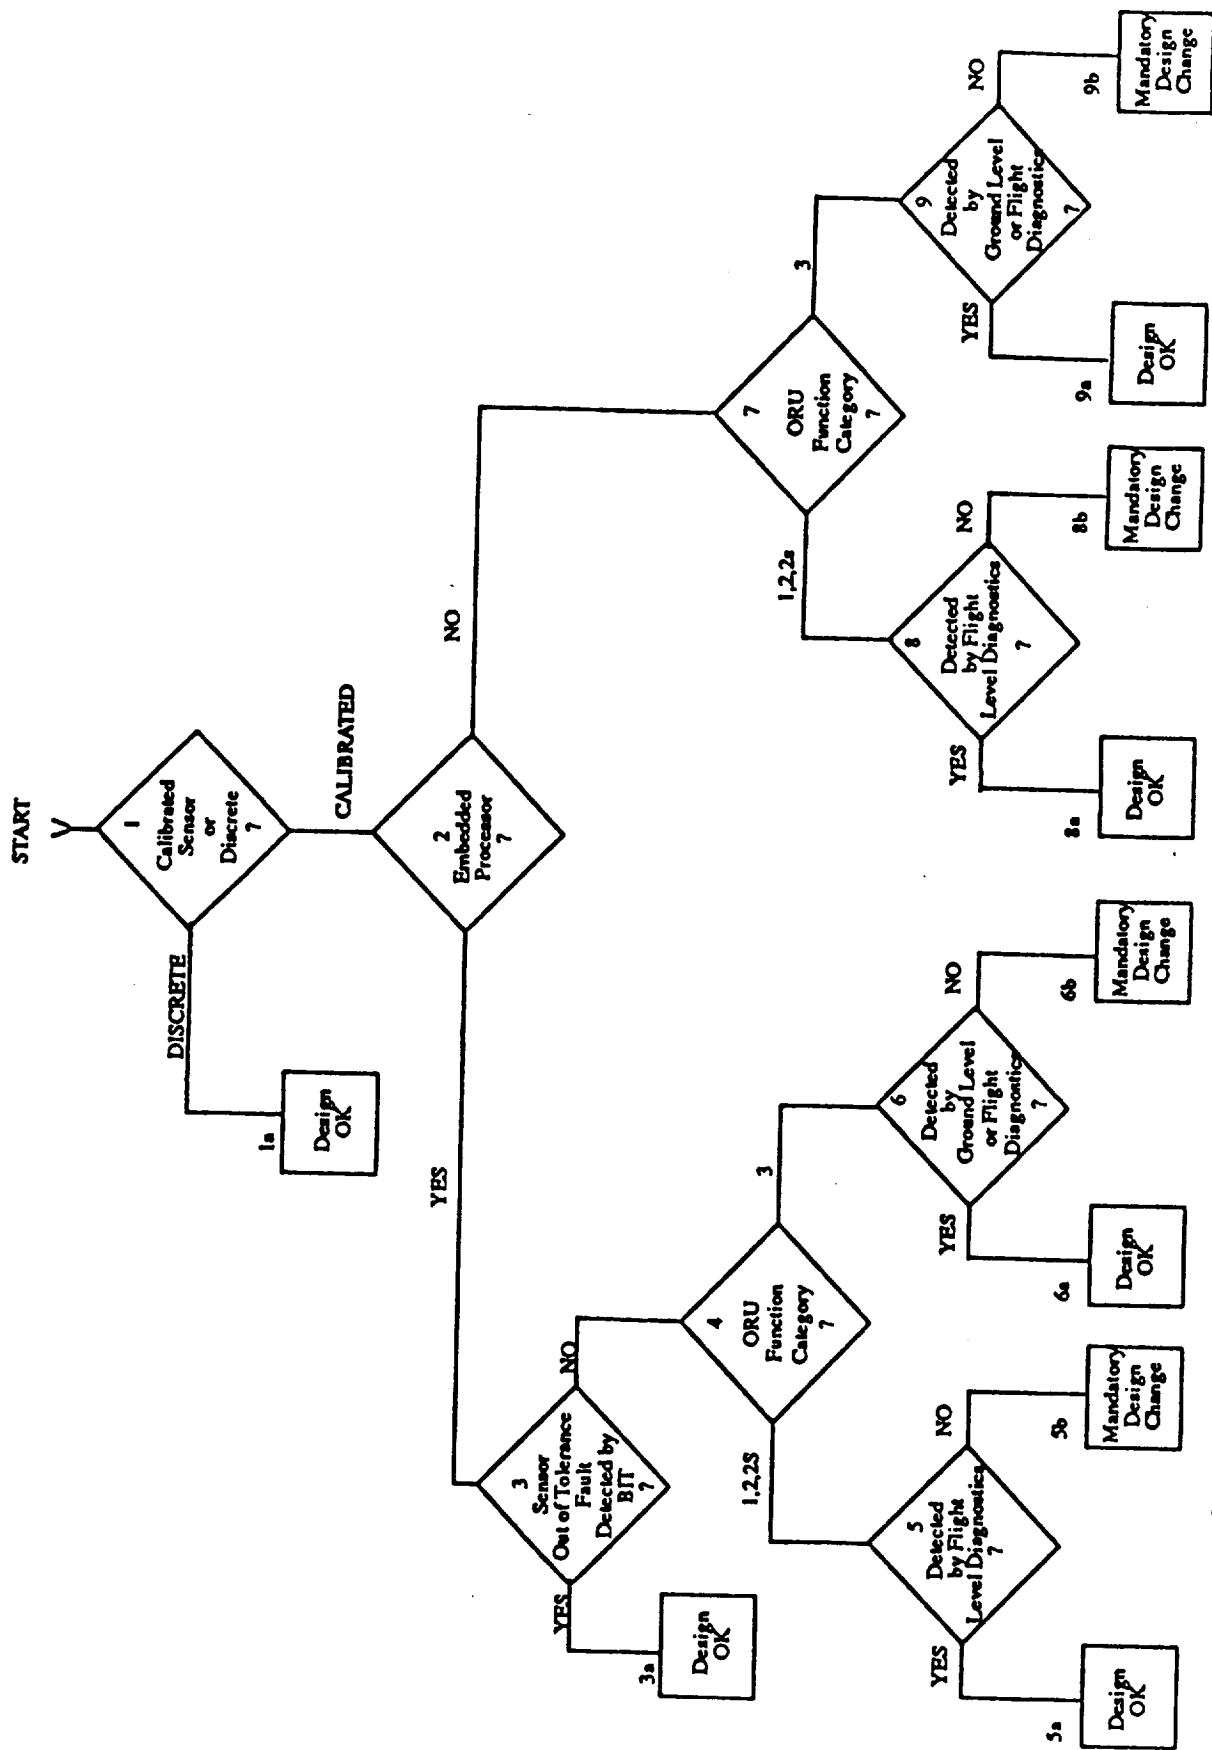 START
1
Calibrated
Sensor
or
Discrete
?
DISCRETE
CALIBRATED
1a
Design
OK
2
Embedded
Processor
?
YES
NO
3
Sensor
Out of Tolerance
Fault
Detected by
BIT
?
YES
NO
3a
Design
OK
4
ORU
Function
Category
?
1,2,2S
3
5
Detected
by Flight
Level Diagnostics
?
YES
NO
5a
Design
OK
5b
Mandatory
Design
Change
6
Detected
by
Ground Level
or Flight
Diagnostics
?
YES
NO
6a
Design
OK
6b
Mandatory
Design
Change
7
ORU
Function
Category
?
1,2,2s
3
8
Detected
by Flight
Level Diagnostics
?
YES
NO
8a
Design
OK
8b
Mandatory
Design
Change
9
Detected
by
Ground Level
or Flight
Diagnostics
?
YES
NO
9a
Design
OK
9b
Mandatory
Design
Change